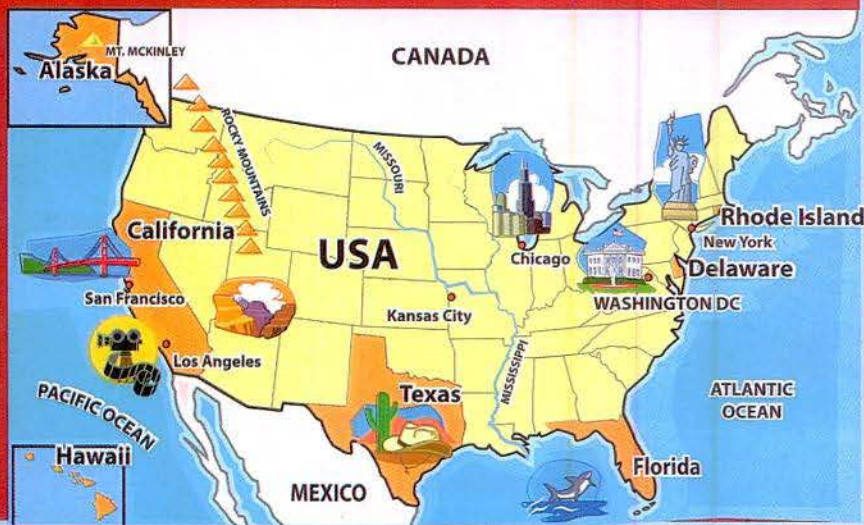 CANADA
MT. MCKINLEY
Alaska
ROCKY MOUNTAINS
MISSOURI
California
USA
Rhode Island
New York
Chicago
Delaware
San Francisco
Kansas City
WASHINGTON DC
Los Angeles
MISSISSIPPI
Texas
PACIFIC OCEAN
ATLANTIC
OCEAN
Hawaii
Florida
MEXICO